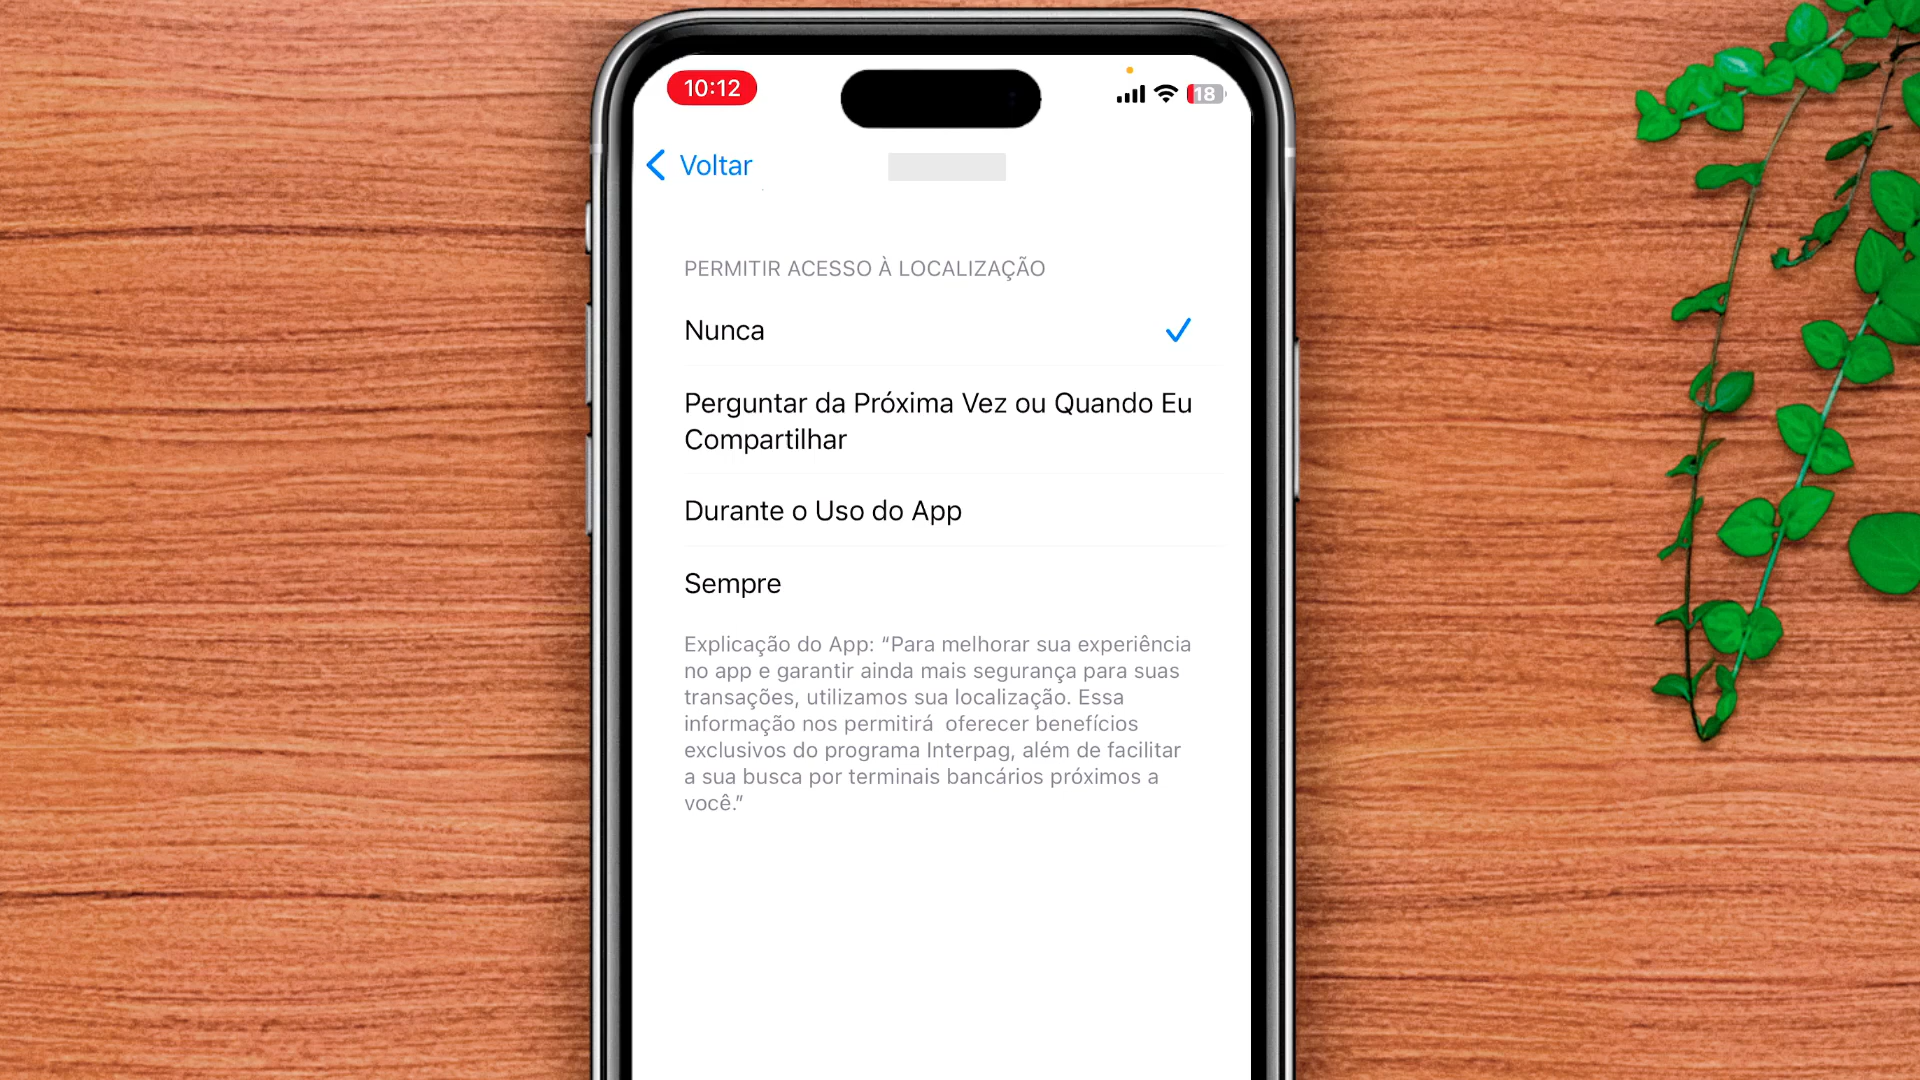 10:12
18
Voltar
PERMITIR ACESSO À LOCALIZAÇÃO
Nunca
Perguntar da Próxima Vez ou Quando Eu
Compartilhar
Durante o Uso do App
Sempre
Explicação do App: “Para melhorar sua experiência
no app e garantir ainda mais segurança para suas
transações, utilizamos sua localização. Essa
informação nos permitirá  oferecer benefícios
exclusivos do programa Interpag, além de facilitar
a sua busca por terminais bancários próximos a
você.”